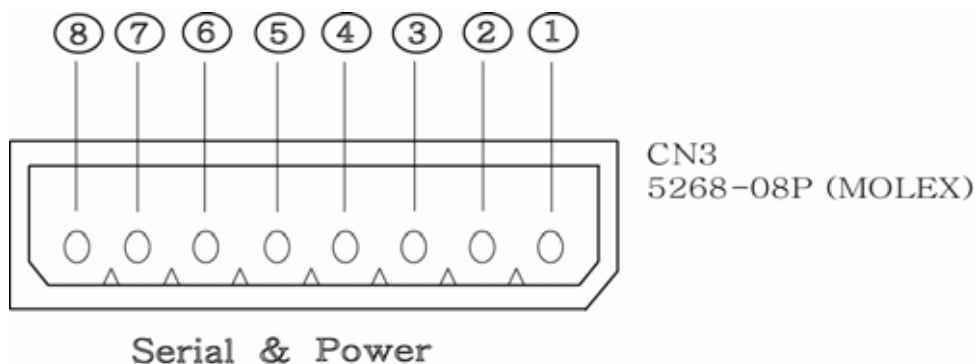 ⑧ ⑦ ⑥ ⑤ ④ ③ ② ①
CN3
5268-08P (MOLEX)
Serial & Power